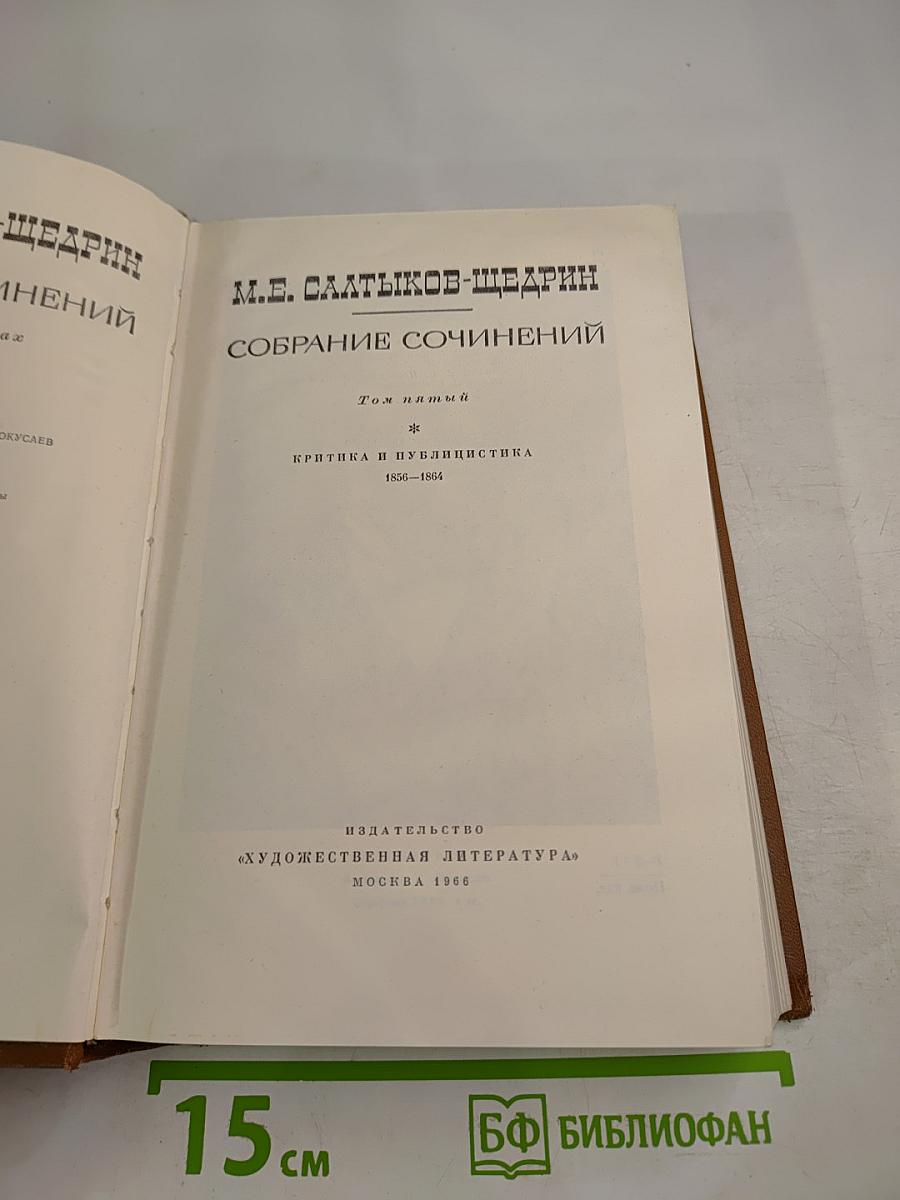 -ЩЕДРИН
ИНЕНИЙ
ах
ОКУСАЕВ
ы
М.Е. САЛТЫКОВ-ЩЕДРИН
СОБРАНИЕ СОЧИНЕНИЙ
Том пятый
*
КРИТИКА И ПУБЛИЦИСТИКА
1856—1864
ИЗДАТЕЛЬСТВО
«ХУДОЖЕСТВЕННАЯ ЛИТЕРАТУРА»
МОСКВА 1966
15 см
БФ БИБЛИОФАН